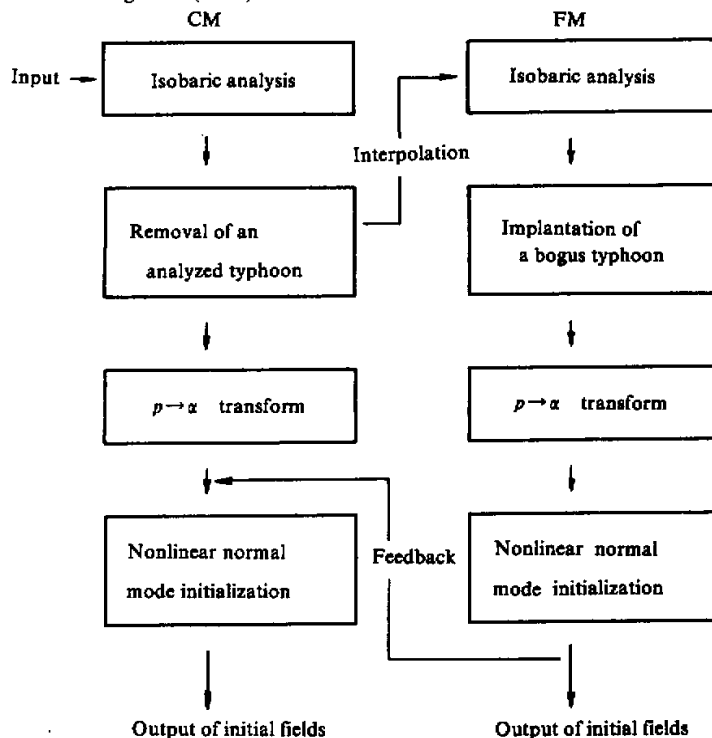 CM
FM
Input
Isobaric analysis
Isobaric analysis
Interpolation
Removal of an
analyzed typhoon
Implantation of
a bogus typhoon
p→α transform
p→α transform
Nonlinear normal
mode initialization
Feedback
Nonlinear normal
mode initialization
Output of initial fields
Output of initial fields